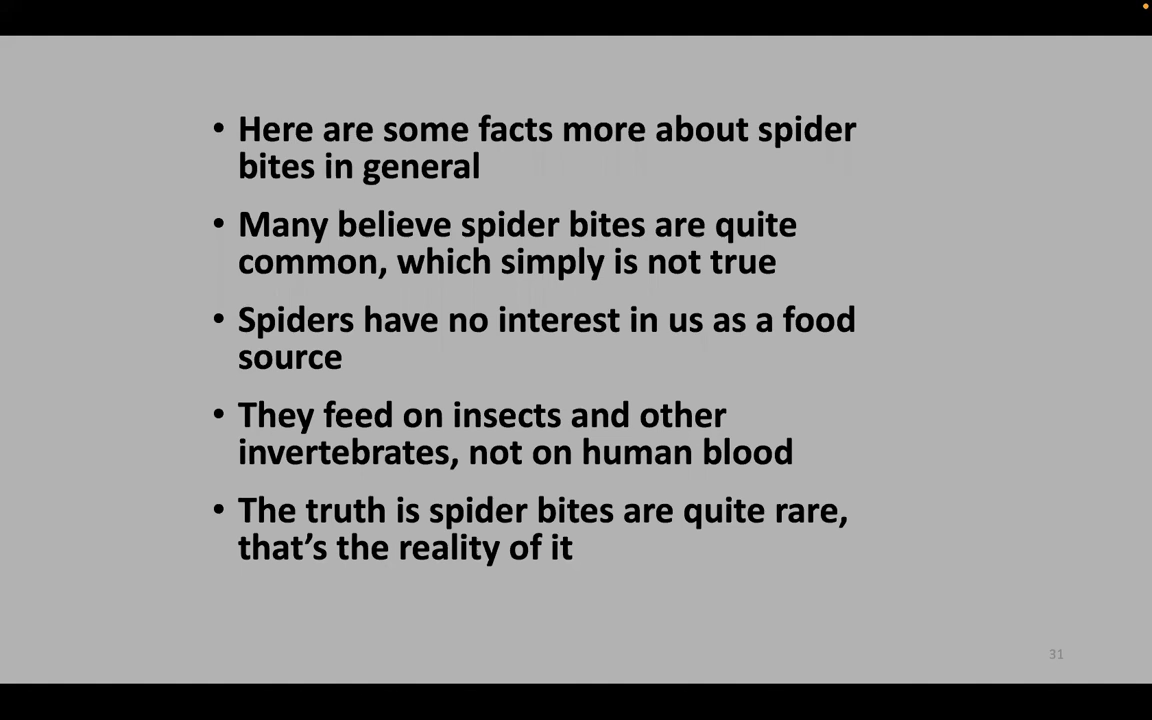 • Here are some facts more about spider
bites in general
• Many believe spider bites are quite
common, which simply is not true
• Spiders have no interest in us as a food
source
• They feed on insects and other
invertebrates, not on human blood
• The truth is spider bites are quite rare,
that’s the reality of it
31